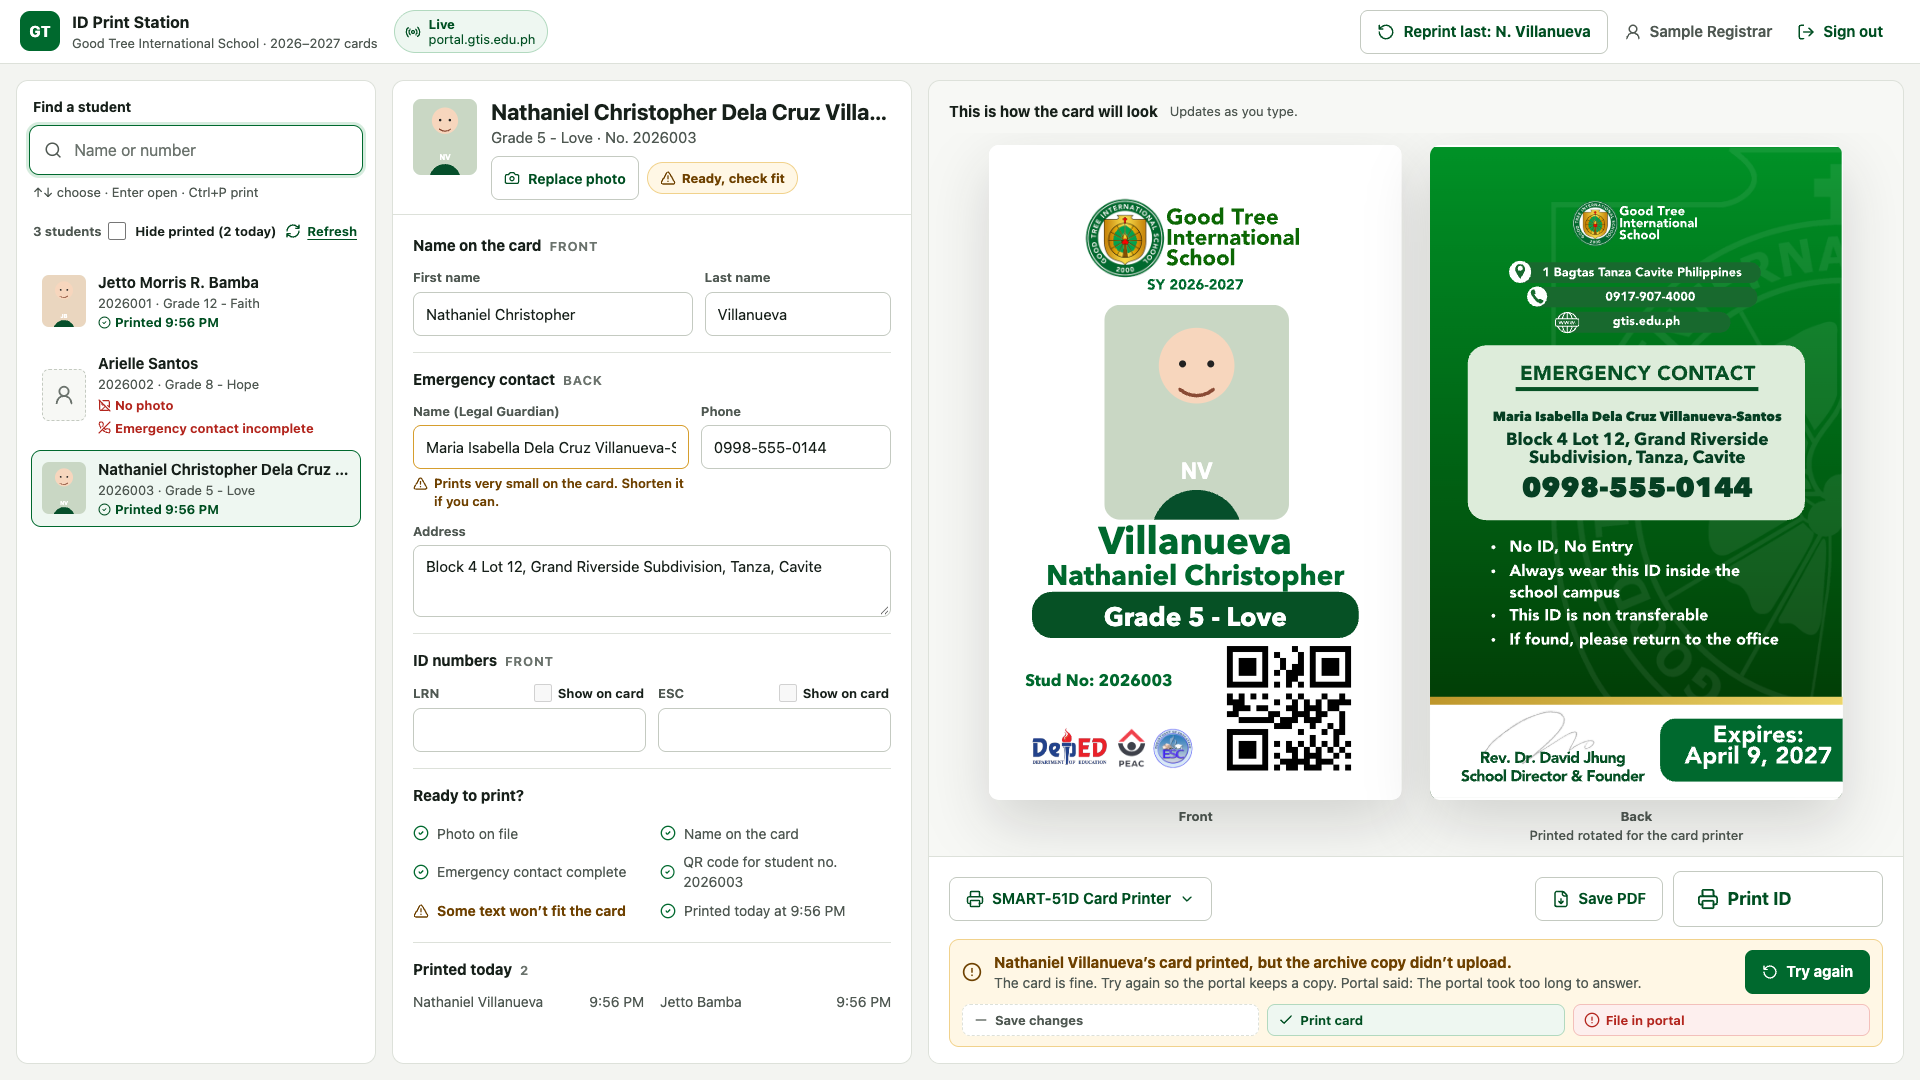 GT
ID Print Station
Good Tree International School · 2026–2027 cards
Live
portal.gtis.edu.ph
Reprint last: N. Villanueva
Sample Registrar
Sign out
Find a student
Name or number
↑↓ choose · Enter open · Ctrl+P print
3 students
Hide printed (2 today)
Refresh
Jetto Morris R. Bamba
2026001 · Grade 12 - Faith
Printed 9:56 PM
Arielle Santos
2026002 · Grade 8 - Hope
No photo
Emergency contact incomplete
NV
Nathaniel Christopher Dela Cruz ...
2026003 · Grade 5 - Love
Printed 9:56 PM
NV
Nathaniel Christopher Dela Cruz Villa...
Grade 5 - Love · No. 2026003
Replace photo
Ready, check fit
Name on the card FRONT
First name
Last name
Nathaniel Christopher
Villanueva
Emergency contact BACK
Name (Legal Guardian)
Phone
Maria Isabella Dela Cruz Villanueva-S
0998-555-0144
Prints very small on the card. Shorten it
if you can.
Address
Block 4 Lot 12, Grand Riverside Subdivision, Tanza, Cavite
ID numbers FRONT
LRN
Show on card
ESC
Show on card
Ready to print?
Photo on file
Name on the card
Emergency contact complete
QR code for student no.
2026003
Some text won’t fit the card
Printed today at 9:56 PM
Printed today 2
Nathaniel Villanueva 9:56 PM
Jetto Bamba 9:56 PM
This is how the card will look
Updates as you type.
GOOD TREE INTERNATIONAL SCHOOL
2000
Good Tree
International
School
SY 2026-2027
NV
Villanueva
Nathaniel Christopher
Grade 5 - Love
Stud No: 2026003
DepED
DEPARTMENT OF EDUCATION
PEAC
ESC
Front
Good Tree
International
School
1 Bagtas Tanza Cavite Philippines
0917-907-4000
www
gtis.edu.ph
EMERGENCY CONTACT
Maria Isabella Dela Cruz Villanueva-Santos
Block 4 Lot 12, Grand Riverside
Subdivision, Tanza, Cavite
0998-555-0144
• No ID, No Entry
• Always wear this ID inside the
school campus
• This ID is non transferable
• If found, please return to the office
Rev. Dr. David Jhung
School Director & Founder
Expires:
April 9, 2027
Back
Printed rotated for the card printer
SMART-51D Card Printer
Save PDF
Print ID
Nathaniel Villanueva’s card printed, but the archive copy didn’t upload.
The card is fine. Try again so the portal keeps a copy. Portal said: The portal took too long to answer.
Try again
Save changes
Print card
File in portal